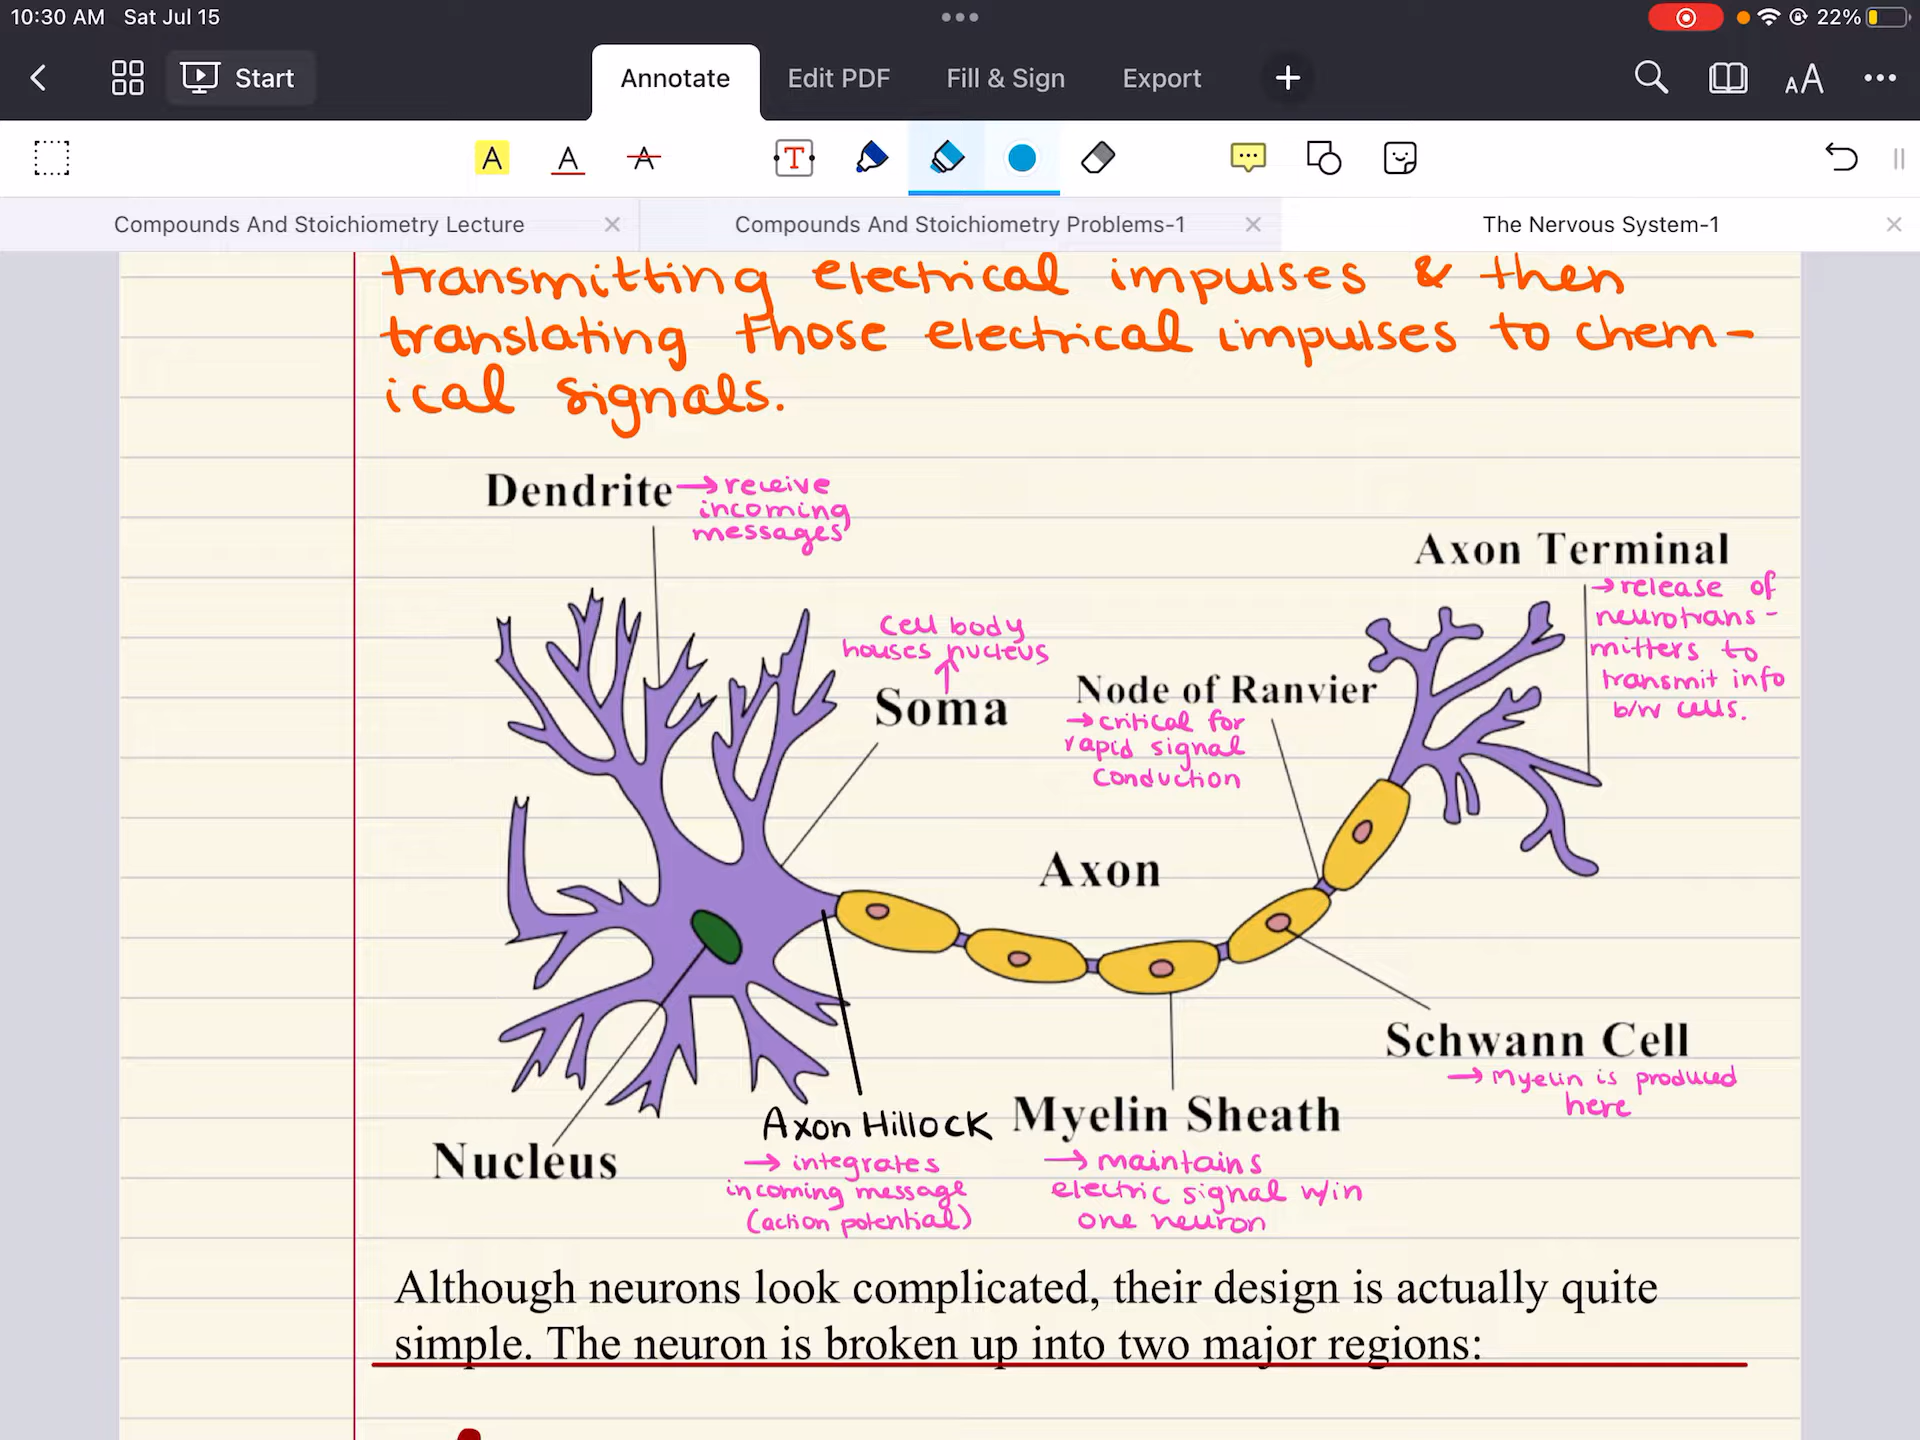 10:30 AM Sat Jul 15
22%
Start
Annotate
Edit PDF
Fill & Sign
Export
AA
A
A
A
T
Compounds And Stoichiometry Lecture
Compounds And Stoichiometry Problems-1
The Nervous System-1
transmitting electrical impulses & then
translating those electrical impulses to chem-
ical signals.
Dendrite → receive
incoming
messages
Axon Terminal
→ release of
neurotrans-
mitters to
transmit info
b/w cells.
cell body
houses nucleus
Soma
Node of Ranvier
→ critical for
rapid signal
conduction
Axon
Schwann Cell
→ Myelin is produced
here
Axon Hillock
→ integrates
incoming message
(action potential)
Myelin Sheath
→ maintains
electric signal w/in
one neuron
Nucleus
Although neurons look complicated, their design is actually quite
simple. The neuron is broken up into two major regions: